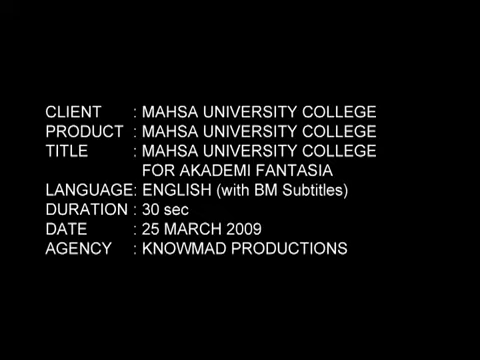 CLIENT : MAHSA UNIVERSITY COLLEGE
PRODUCT : MAHSA UNIVERSITY COLLEGE
TITLE : MAHSA UNIVERSITY COLLEGE
FOR AKADEMI FANTASIA
LANGUAGE: ENGLISH (with BM Subtitles)
DURATION : 30 sec
DATE : 25 MARCH 2009
AGENCY : KNOWMAD PRODUCTIONS